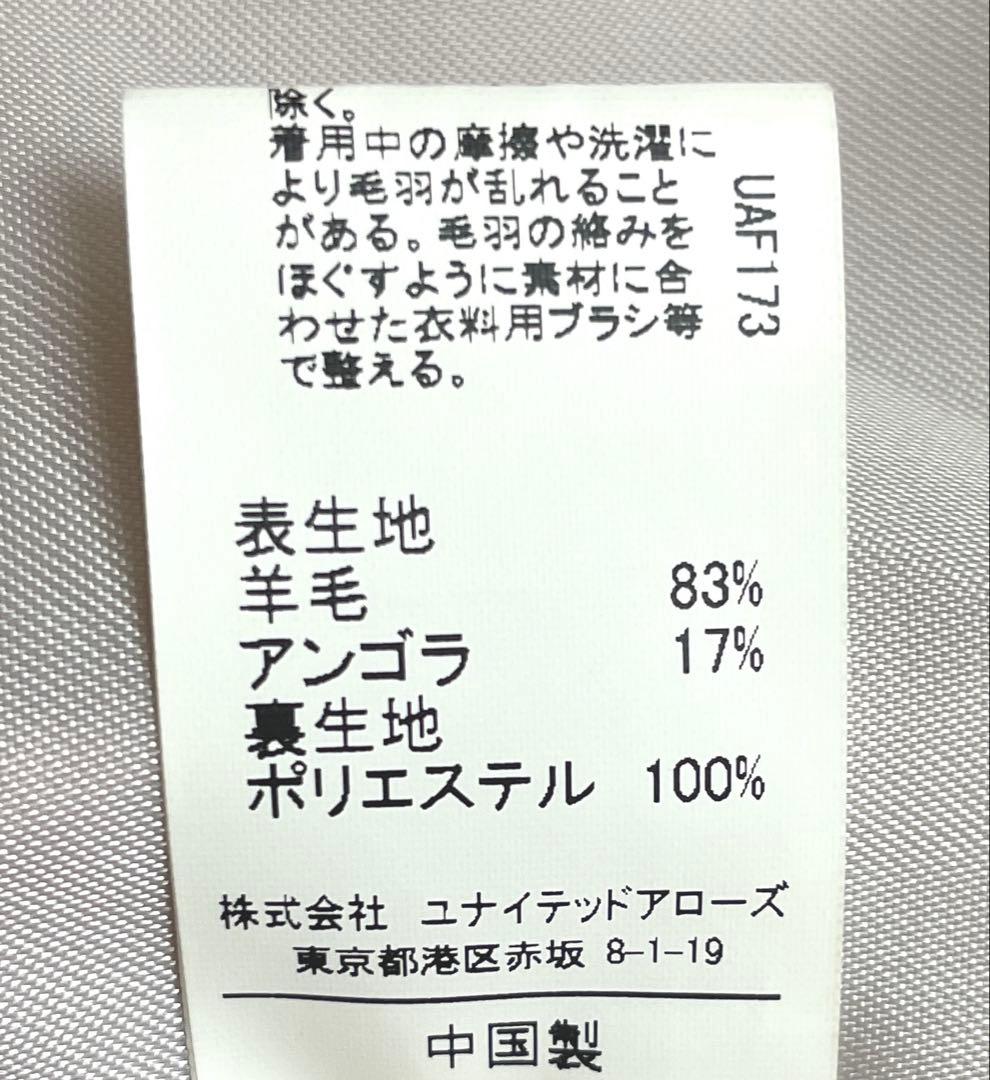 除く。
着用中の摩擦や洗濯に
より毛羽が乱れること
がある。毛羽の絡みを
ほぐすように素材に合
わせた衣料用ブラシ等
で整える。
UAF173
表生地
羊毛 83%
アンゴラ 17%
裏生地
ポリエステル 100%
株式会社 ユナイテッドアローズ
東京都港区赤坂 8-1-19
中国製